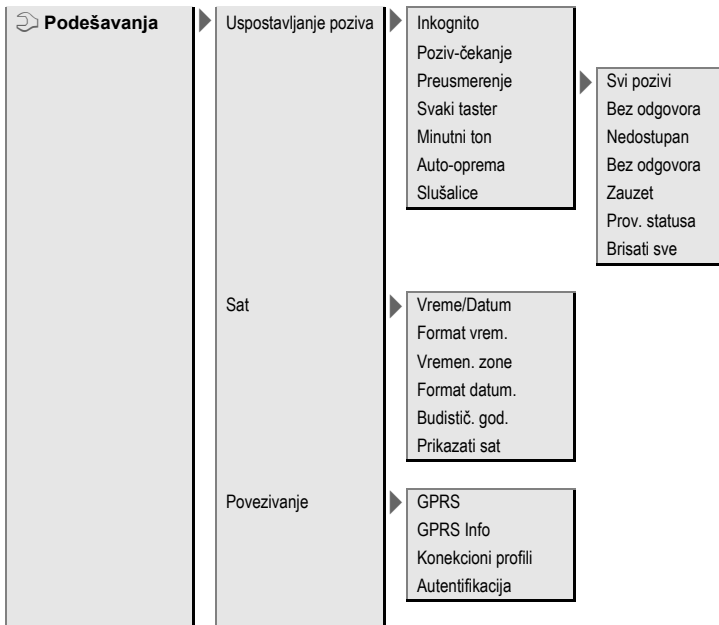 Podešavanja
Uspostavljanje poziva
Inkognito
Poziv-čekanje
Preusmerenje
Svi pozivi
Bez odgovora
Nedostupan
Bez odgovora
Zauzet
Prov. statusa
Brisati sve
Svaki taster
Minutni ton
Auto-oprema
Slušalice
Sat
Vreme/Datum
Format vrem.
Vremen. zone
Format datum.
Budistič. god.
Prikazati sat
Povezivanje
GPRS
GPRS Info
Konekcioni profili
Autentifikacija